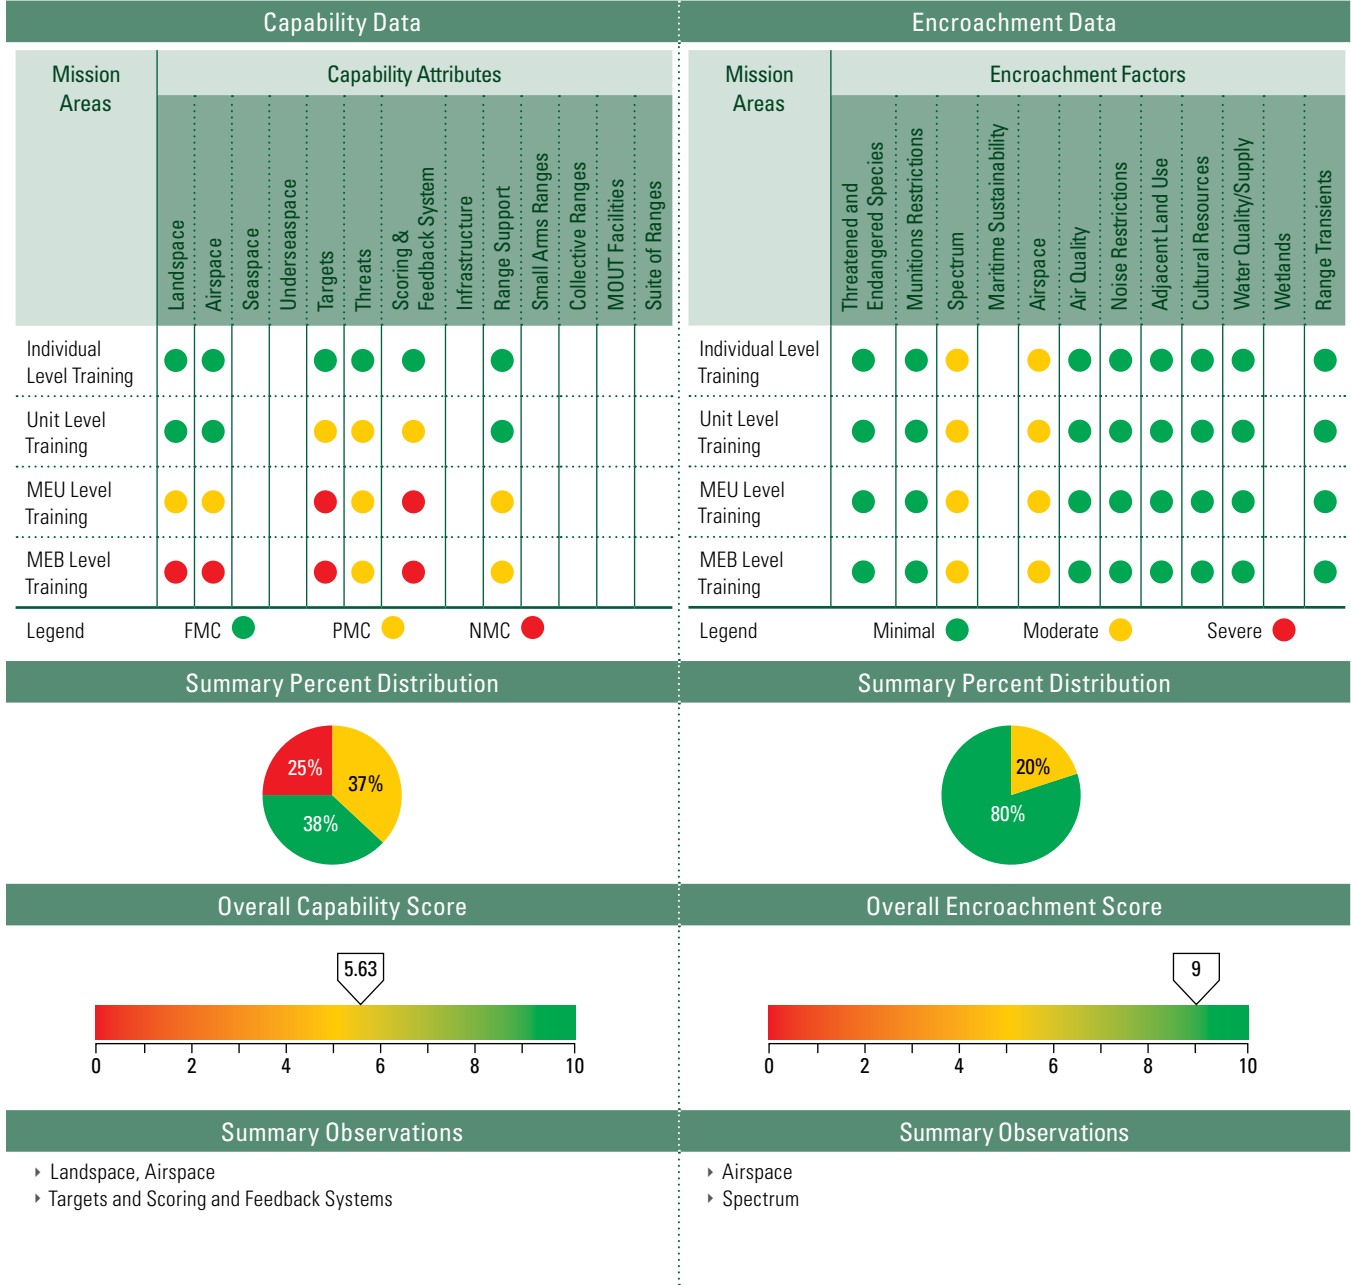 Capability Data
Mission
Areas
Capability Attributes
Landspace
Airspace
Seaspace
Underseaspace
Targets
Threats
Scoring &
Feedback System
Infrastructure
Range Support
Small Arms Ranges
Collective Ranges
MOUT Facilities
Suite of Ranges
Individual
Level Training
Unit Level
Training
MEU Level
Training
MEB Level
Training
Legend
FMC
PMC
NMC
Summary Percent Distribution
25%
37%
38%
Overall Capability Score
5.63
0
2
4
6
8
10
Summary Observations
Landspace, Airspace
Targets and Scoring and Feedback Systems
Encroachment Data
Mission
Areas
Encroachment Factors
Threatened and
Endangered Species
Munitions Restrictions
Spectrum
Maritime Sustainability
Airspace
Air Quality
Noise Restrictions
Adjacent Land Use
Cultural Resources
Water Quality/Supply
Wetlands
Range Transients
Individual Level
Training
Unit Level
Training
MEU Level
Training
MEB Level
Training
Legend
Minimal
Moderate
Severe
Summary Percent Distribution
20%
80%
Overall Encroachment Score
9
0
2
4
6
8
10
Summary Observations
Airspace
Spectrum